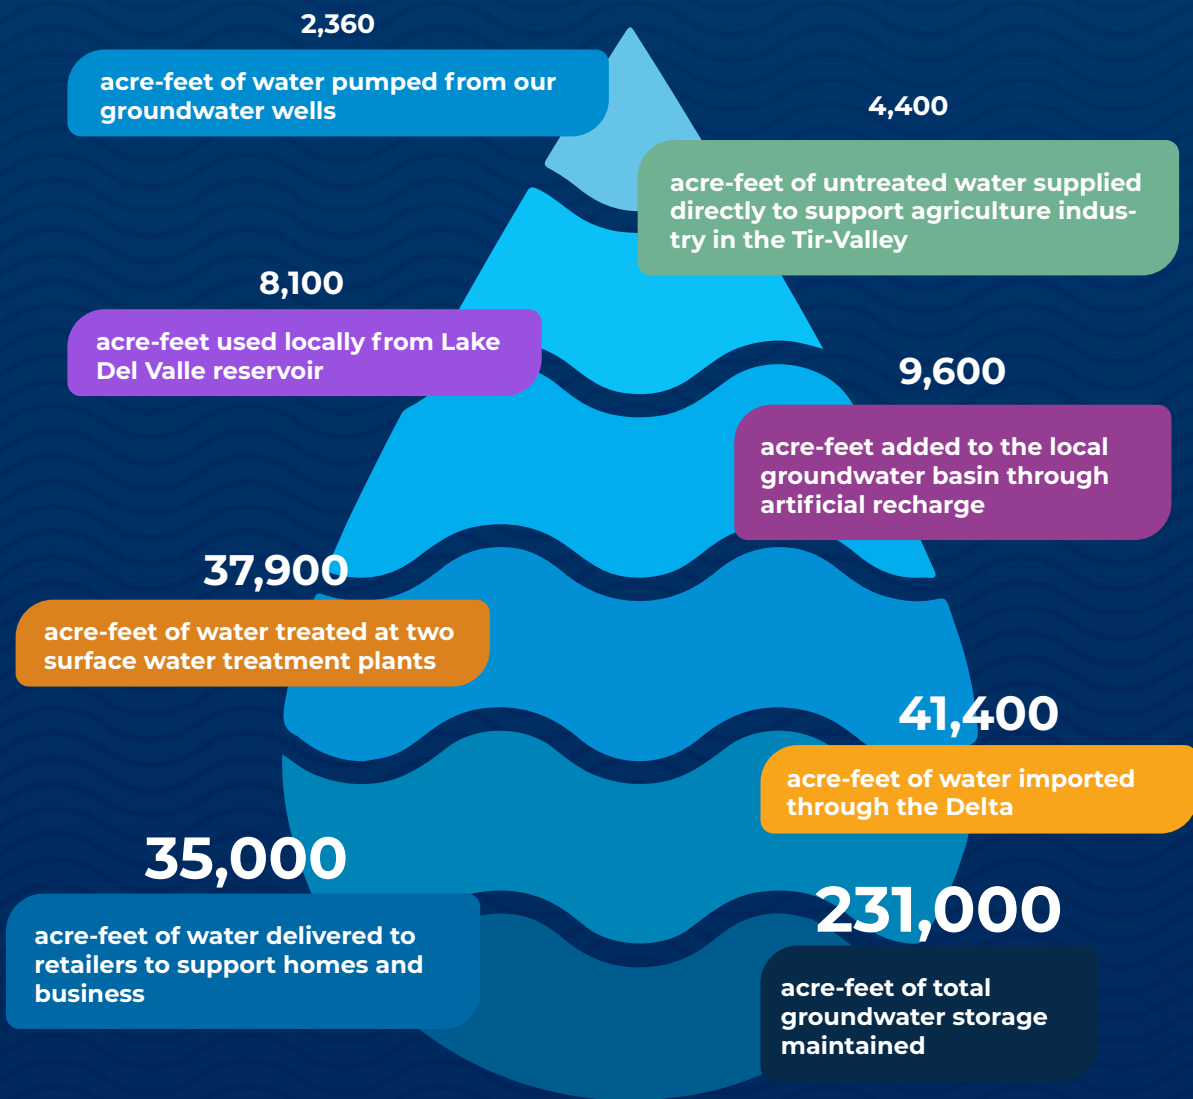 2,360
acre-feet of water pumped from our
groundwater wells
4,400
acre-feet of untreated water supplied
directly to support agriculture indus-
try in the Tir-Valley
8,100
acre-feet used locally from Lake
Del Valle reservoir
9,600
acre-feet added to the local
groundwater basin through
artificial recharge
37,900
acre-feet of water treated at two
surface water treatment plants
41,400
acre-feet of water imported
through the Delta
35,000
acre-feet of water delivered to
retailers to support homes and
business
231,000
acre-feet of total
groundwater storage
maintained